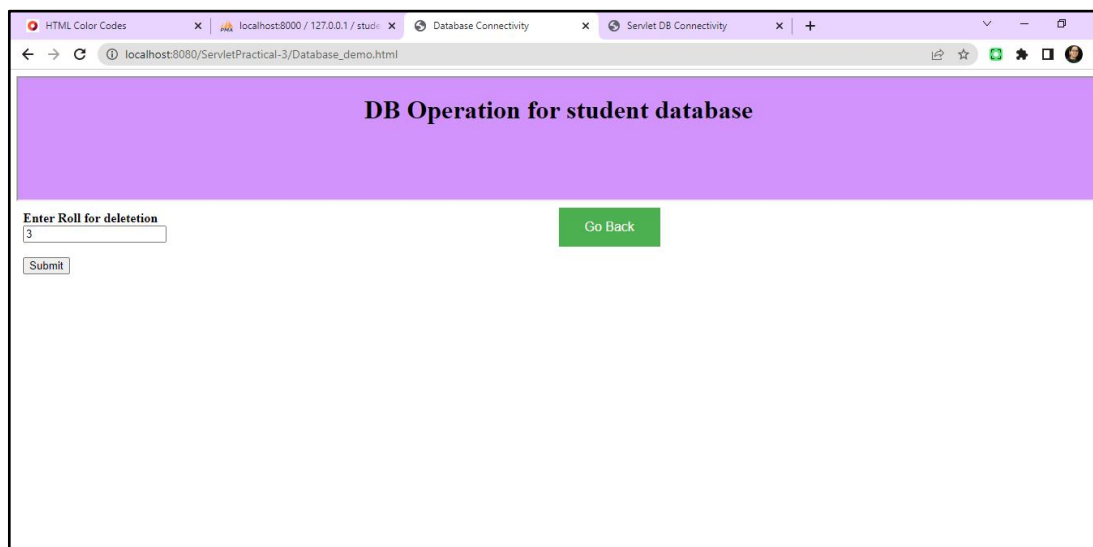 HTML Color Codes
localhost:8000 / 127.0.0.1 / stude
Database Connectivity
Servlet DB Connectivity
localhost:8080/ServletPractical-3/Database_demo.html
DB Operation for student database
Enter Roll for deletetion
3
Submit
Go Back